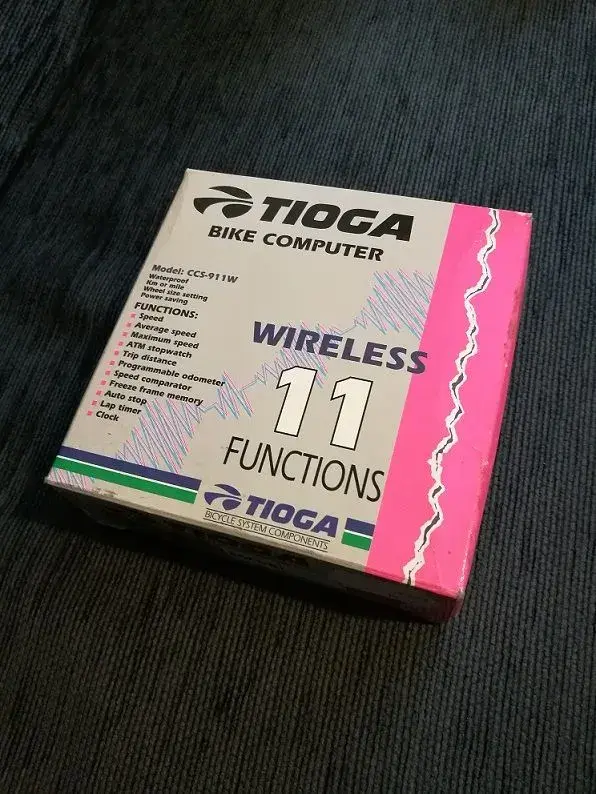 TIOGA
BIKE COMPUTER
Model: CCS-911W
Waterproof
Km or mile
Wheel size setting
Power saving
FUNCTIONS:
Speed
Average speed
Maximum speed
ATM stopwatch
Trip distance
Programmable odometer
Speed comparator
Freeze frame memory
Auto stop
Lap timer
Clock
WIRELESS
11
FUNCTIONS
TIOGA
BICYCLE SYSTEM COMPONENTS